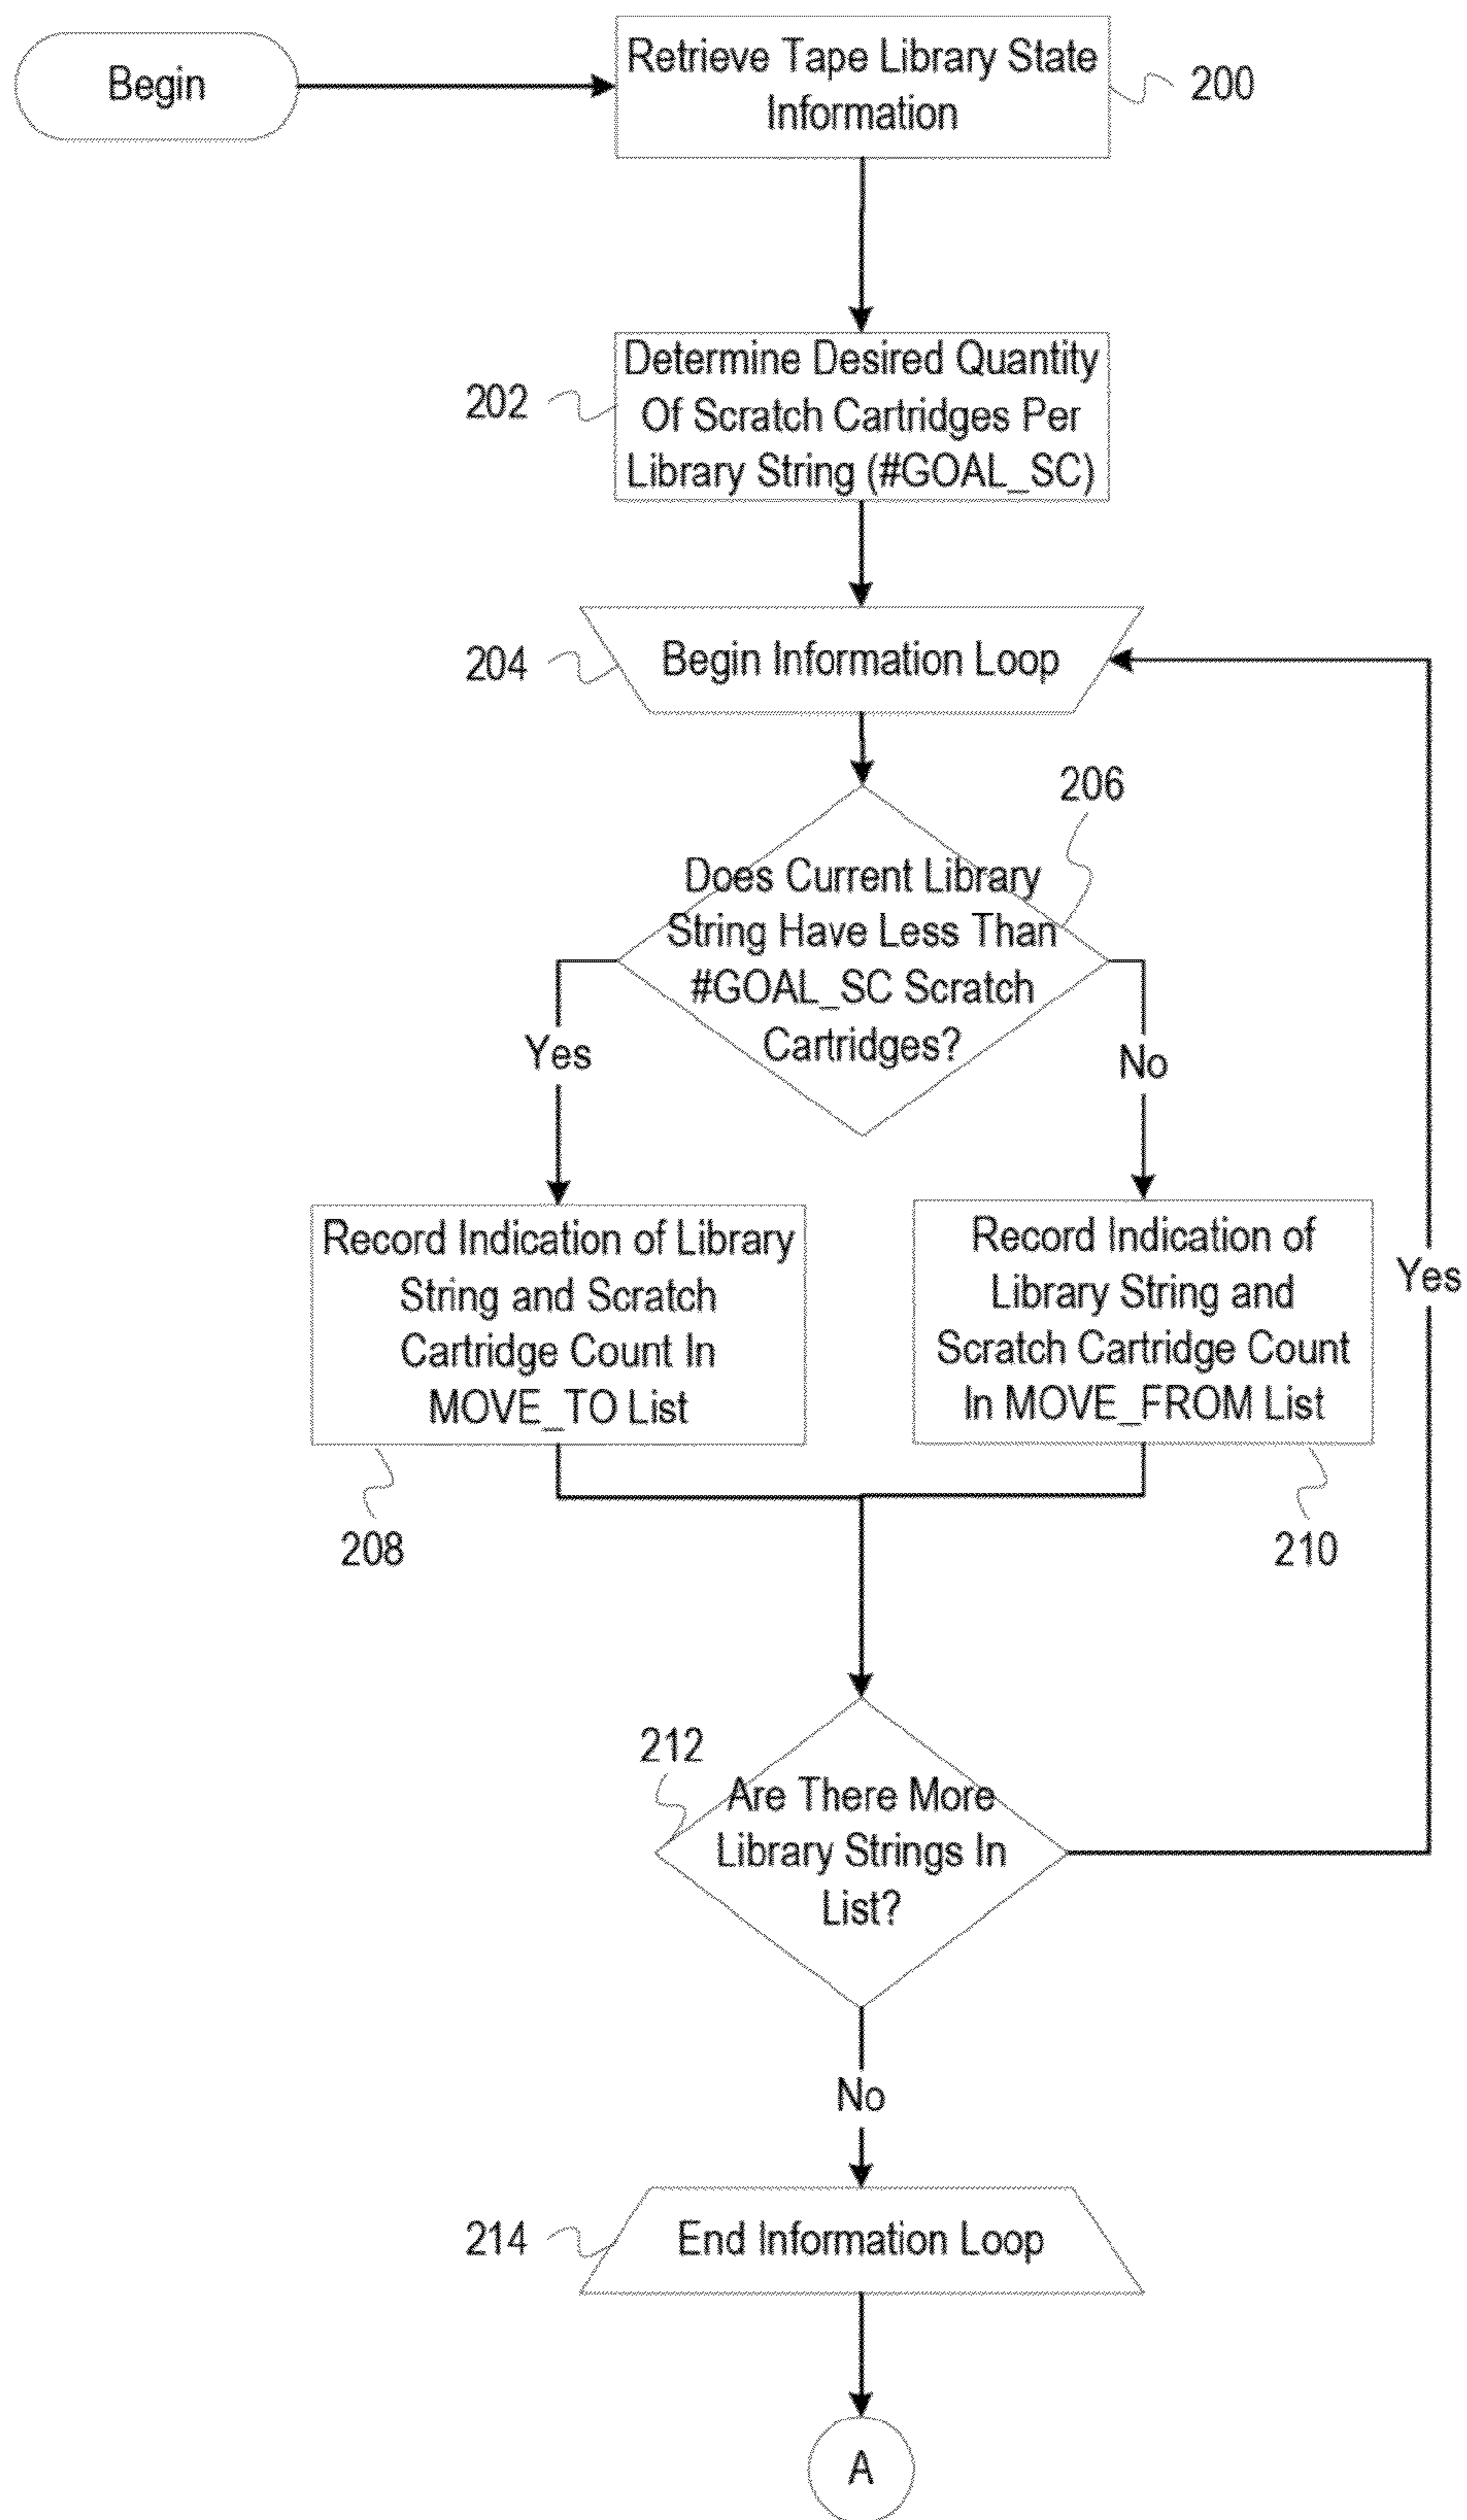 Begin
Retrieve Tape Library State
Information
200
Determine Desired Quantity
Of Scratch Cartridges Per
Library String (#GOAL_SC)
202
Begin Information Loop
204
206
Does Current Library
String Have Less Than
#GOAL_SC Scratch
Cartridges?
Yes
No
Record Indication of Library
String and Scratch
Cartridge Count In
MOVE_TO List
208
Record Indication of
Library String and
Scratch Cartridge Count
In MOVE_FROM List
210
Yes
212
Are There More
Library Strings In
List?
No
214
End Information Loop
A